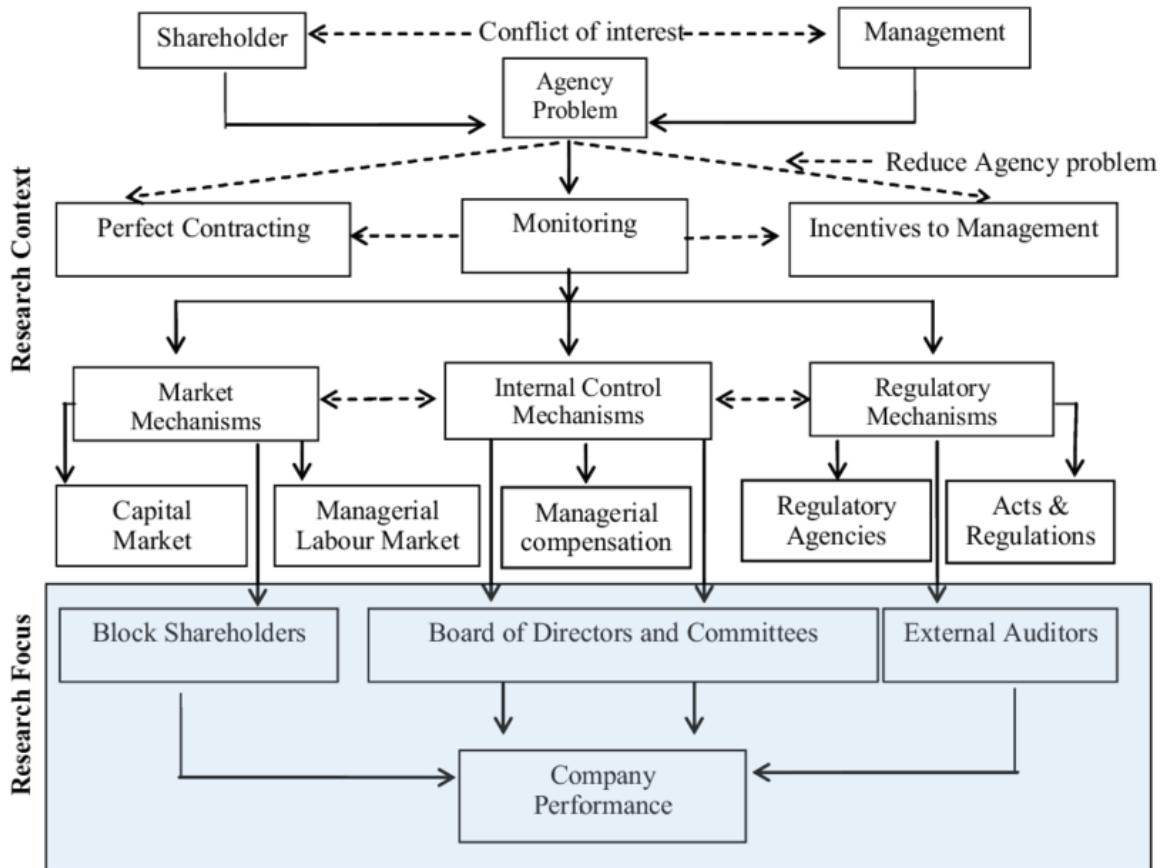 Shareholder
Conflict of interest
Management
Agency
Problem
Reduce Agency problem
Research Context
Perfect Contracting
Monitoring
Incentives to Management
Market
Mechanisms
Internal Control
Mechanisms
Regulatory
Mechanisms
Capital
Market
Managerial
Labour Market
Managerial
compensation
Regulatory
Agencies
Acts &
Regulations
Research Focus
Block Shareholders
Board of Directors and Committees
External Auditors
Company
Performance